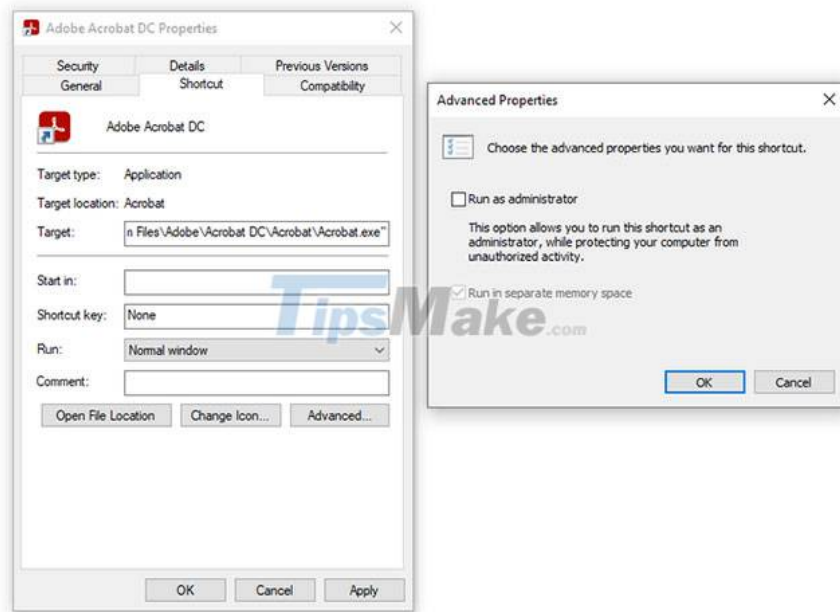 Adobe Acrobat DC Properties
Security Details Previous Versions
General Shortcut Compatibility
Adobe Acrobat DC
Target type: Application
Target location: Acrobat
Target: n Files\Adobe\Acrobat DC\Acrobat\Acrobat.exe"
Start in:
Shortcut key: None
Run: Normal window
Comment:
Open File Location Change Icon... Advanced...
OK Cancel Apply
Advanced Properties
Choose the advanced properties you want for this shortcut.
Run as administrator
This option allows you to run this shortcut as an
administrator, while protecting your computer from
unauthorized activity.
Run in separate memory space
OK Cancel
TipsMake.com